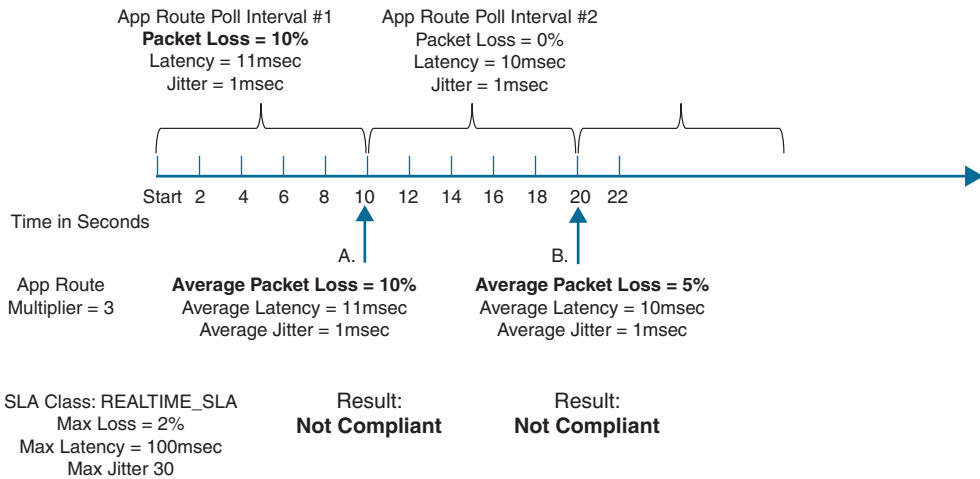 App Route Poll Interval #1
Packet Loss = 10%
Latency = 11msec
Jitter = 1msec
App Route Poll Interval #2
Packet Loss = 0%
Latency = 10msec
Jitter = 1msec
Start 2 4 6 8 10 12 14 16 18 20 22
Time in Seconds
A.
B.
App Route
Multiplier = 3
Average Packet Loss = 10%
Average Latency = 11msec
Average Jitter = 1msec
Average Packet Loss = 5%
Average Latency = 10msec
Average Jitter = 1msec
SLA Class: REALTIME_SLA
Max Loss = 2%
Max Latency = 100msec
Max Jitter 30
Result:
Not Compliant
Result:
Not Compliant